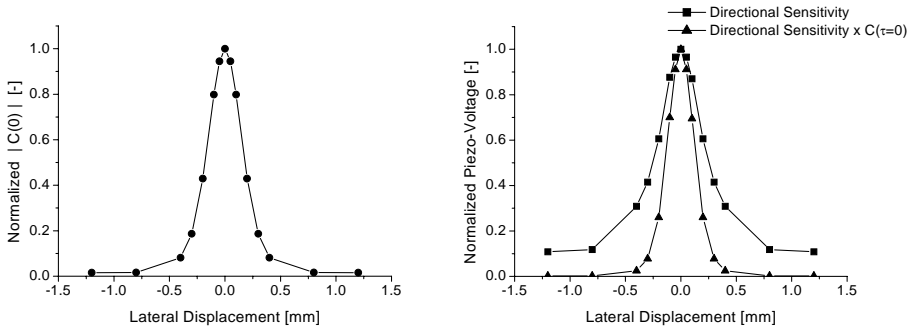 Normalized | C(0) | [-]
1.0
0.8
0.6
0.4
0.2
0.0
-1.5 -1.0 -0.5 0.0 0.5 1.0 1.5
Lateral Displacement [mm]
Directional Sensitivity
Directional Sensitivity x C(τ=0)
Normalized Piezo-Voltage [-]
1.0
0.8
0.6
0.4
0.2
0.0
-1.5 -1.0 -0.5 0.0 0.5 1.0 1.5
Lateral Displacement [mm]